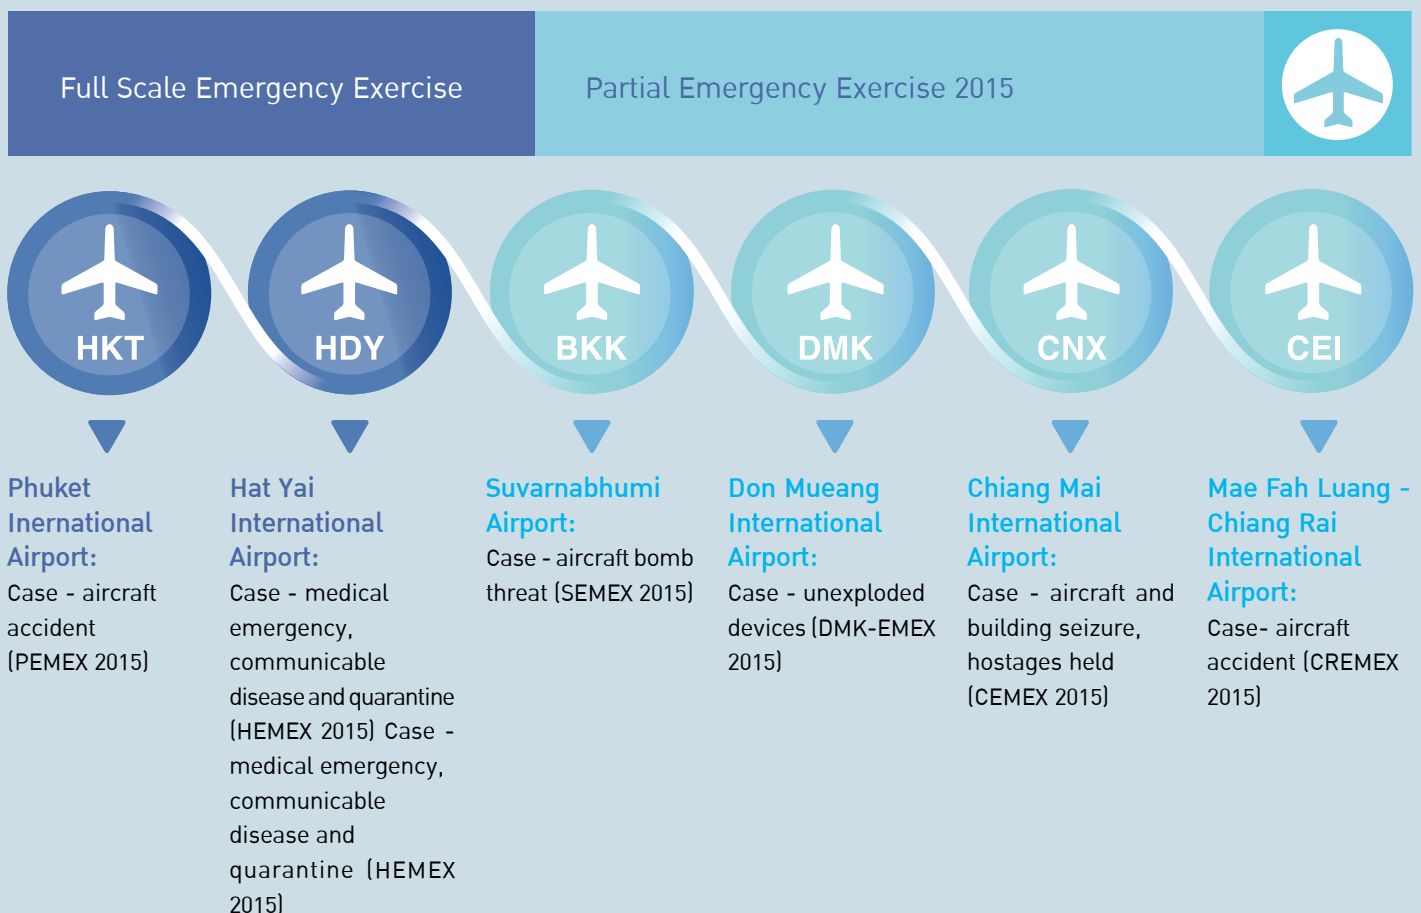 Full Scale Emergency Exercise
Partial Emergency Exercise 2015
HKT
HDY
BKK
DMK
CNX
CEI
Phuket
Inernational
Airport:
Case - aircraft
accident
(PEMEX 2015)
Hat Yai
International
Airport:
Case - medical
emergency,
communicable
disease and quarantine
(HEMEX 2015) Case -
medical emergency,
communicable
disease and
quarantine (HEMEX
2015)
Suvarnabhumi
Airport:
Case - aircraft bomb
threat (SEMEX 2015)
Don Mueang
International
Airport:
Case - unexploded
devices (DMK-EMEX
2015)
Chiang Mai
International
Airport:
Case - aircraft and
building seizure,
hostages held
(CEMEX 2015)
Mae Fah Luang -
Chiang Rai
International
Airport:
Case- aircraft
accident (CREMEX
2015)